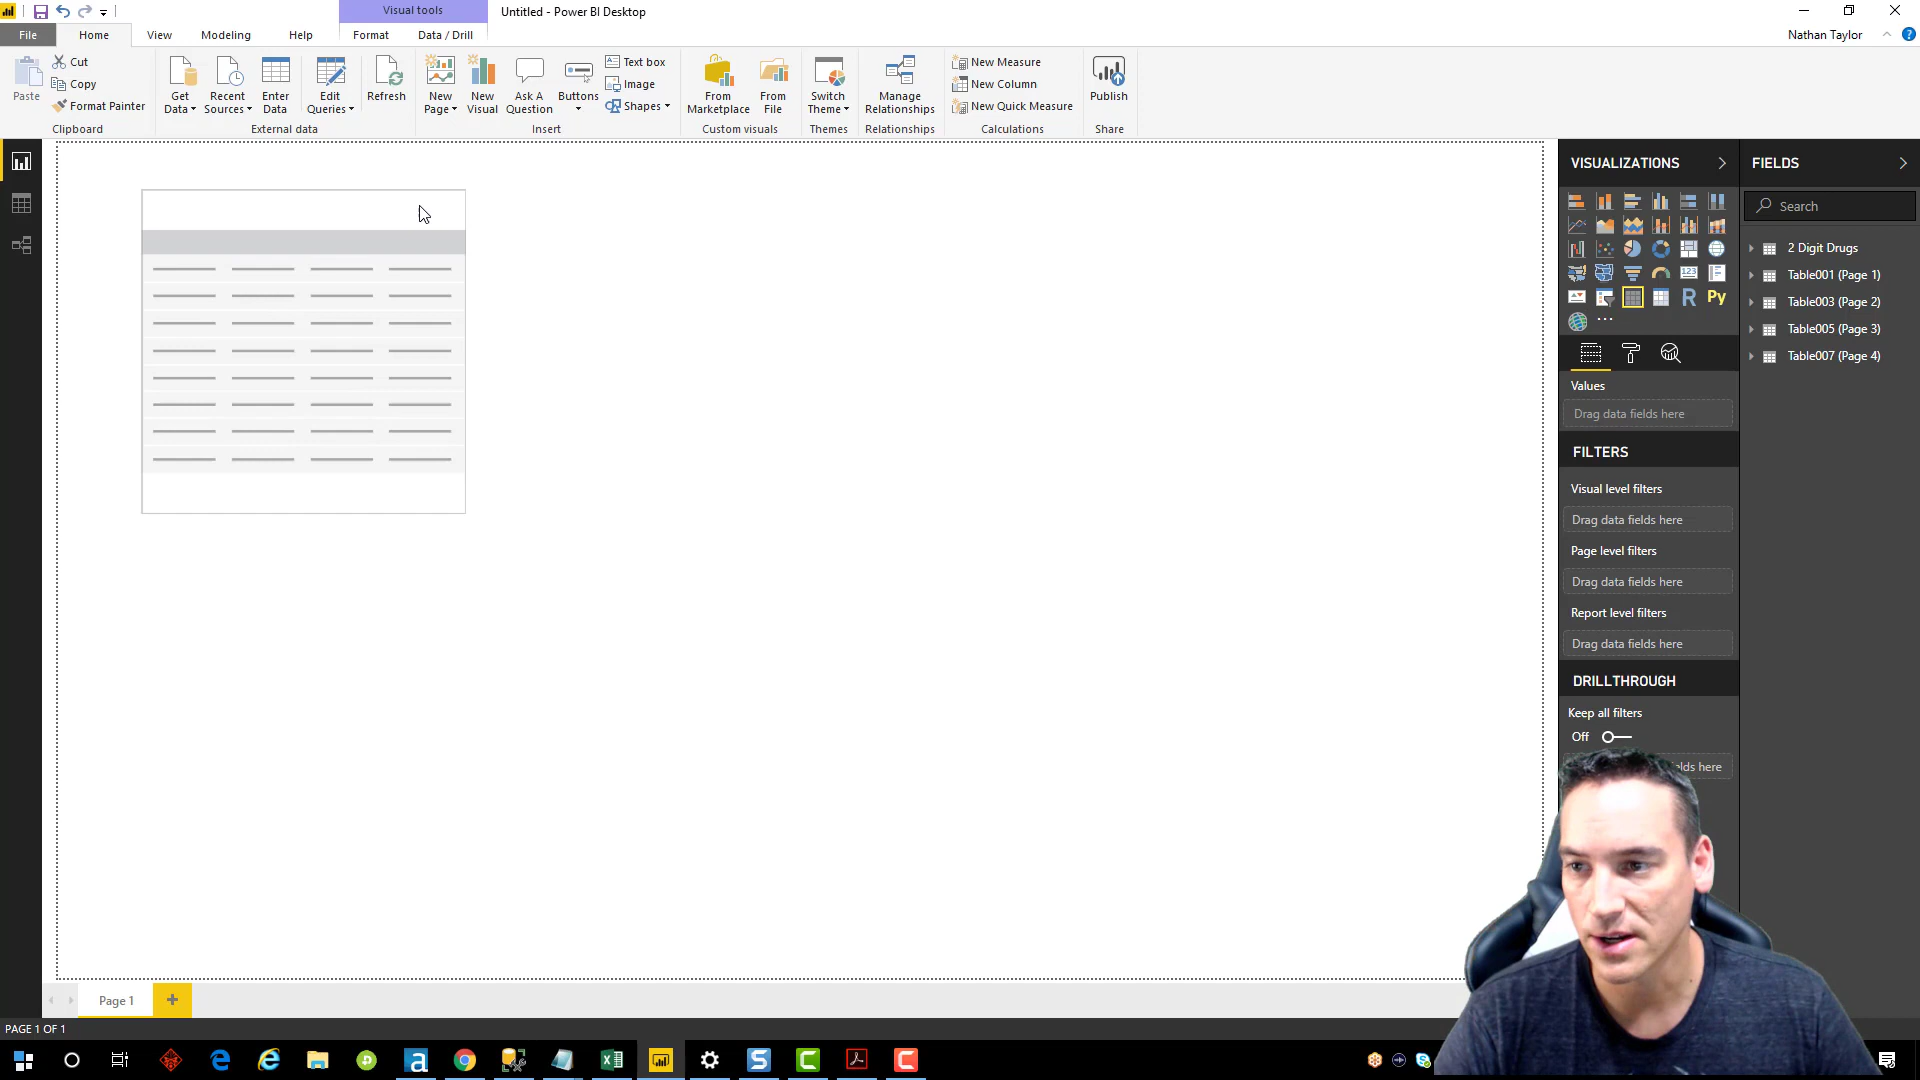 Visual tools
Untitled - Power BI Desktop
File
Home
View
Modeling
Help
Format
Data / Drill
Nathan Taylor
Paste
Cut
Copy
Format Painter
Clipboard
Get Data
Recent Sources
Enter Data
Edit Queries
Refresh
External data
New Page
New Visual
Ask A Question
Buttons
Text box
Image
Shapes
Insert
From Marketplace
From File
Custom visuals
Switch Theme
Themes
Manage Relationships
Relationships
New Measure
New Column
New Quick Measure
Calculations
Publish
Share
VISUALIZATIONS
123
R
Py
Values
Drag data fields here
FILTERS
Visual level filters
Drag data fields here
Page level filters
Drag data fields here
Report level filters
Drag data fields here
DRILLTHROUGH
Keep all filters
Off
fields here
FIELDS
Search
2 Digit Drugs
Table001 (Page 1)
Table003 (Page 2)
Table005 (Page 3)
Table007 (Page 4)
Page 1
PAGE 1 OF 1